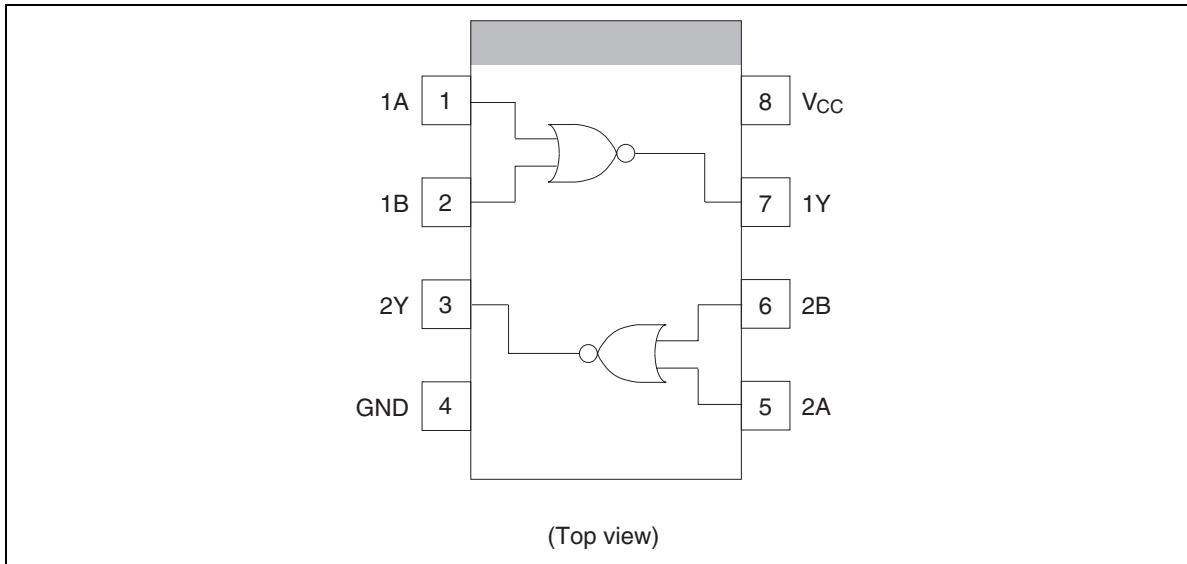 1A 1 8 VCC
1B 2 7 1Y
2Y 3 6 2B
GND 4 5 2A
(Top view)